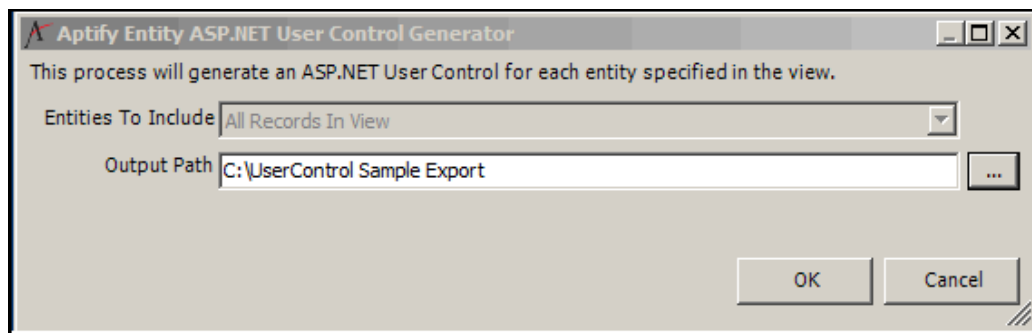 Aptify Entity ASP.NET User Control Generator
This process will generate an ASP.NET User Control for each entity specified in the view.
Entities To Include All Records In View
Output Path C:\UserControl Sample Export ...
OK Cancel